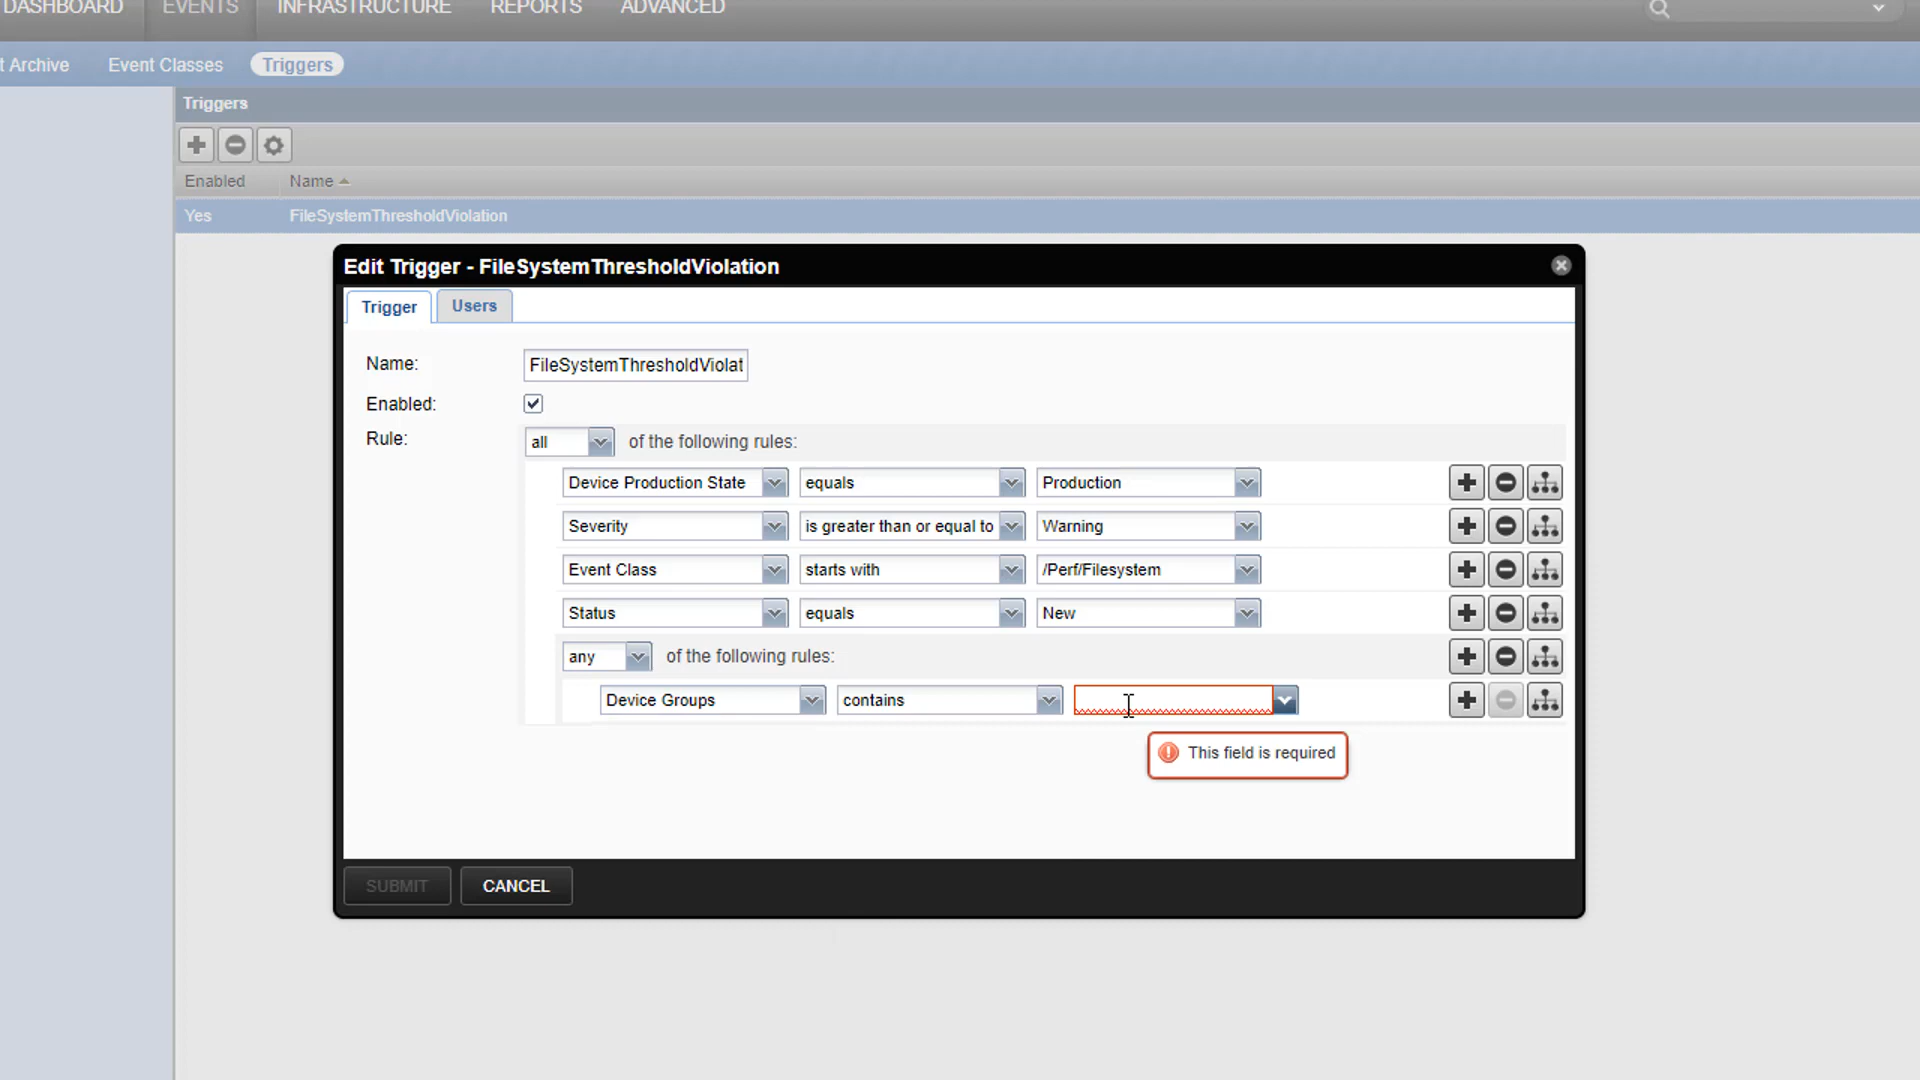 DASHBOARD EVENTS INFRASTRUCTURE REPORTS ADVANCED
t Archive Event Classes Triggers
Triggers
Enabled Name
Yes FileSystemThresholdViolation
Edit Trigger - FileSystemThresholdViolation
Trigger Users
Name: FileSystemThresholdViolat
Enabled:
Rule: all of the following rules:
Device Production State equals Production
Severity is greater than or equal to Warning
Event Class starts with /Perf/Filesystem
Status equals New
any of the following rules:
Device Groups contains
This field is required
SUBMIT CANCEL